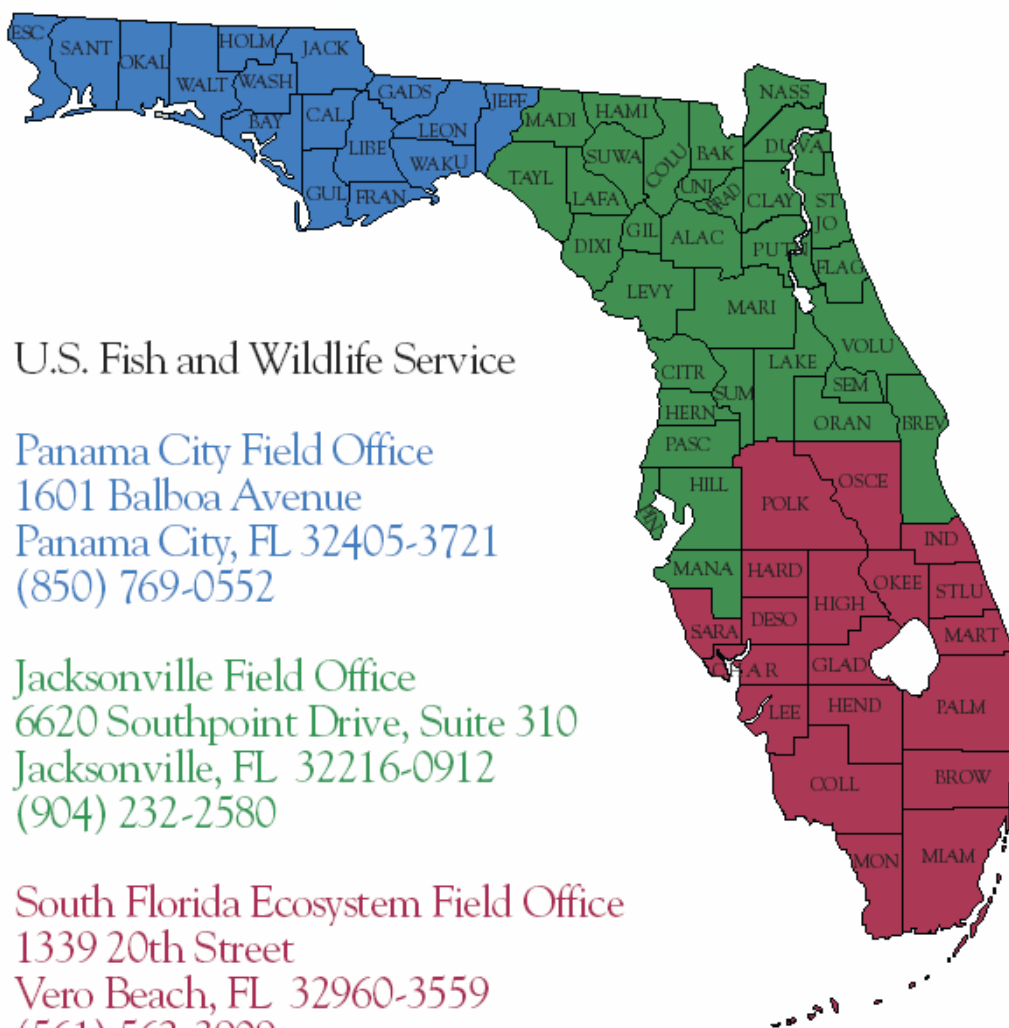 ESC
SANT
OKAL
WALT
HOLM
WASH
JACK
BAY
CAL
GUL
LIBE
FRAN
GADS
LEON
WAKU
JEFF
MADI
TAYL
HAMI
SUWA
LAFA
DIXI
COLU
GIL
BAK
UNI
BRAD
ALAC
LEVY
NASS
DUVA
CLAY
ST
JO
PUTN
FLAG
MARI
VOLU
LAKE
CITR
SUM
SEM
HERN
ORAN
BREV
PASC
HILL
POLK
OSCE
IND
MANA
HARD
HIGH
OKEE
STLU
SARA
DESO
MART
CHAR
GLAD
LEE
HEND
PALM
COLL
BROW
MON
MIAM
U.S. Fish and Wildlife Service
Panama City Field Office
1601 Balboa Avenue
Panama City, FL 32405-3721
(850) 769-0552
Jacksonville Field Office
6620 Southpoint Drive, Suite 310
Jacksonville, FL 32216-0912
(904) 232-2580
South Florida Ecosystem Field Office
1339 20th Street
Vero Beach, FL 32960-3559